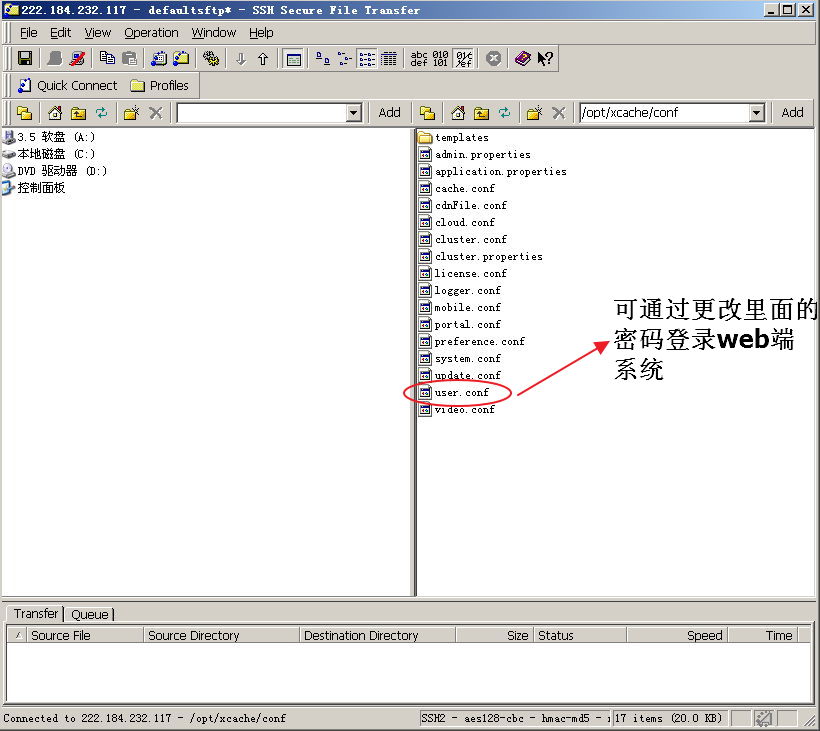 222.184.232.117 - defaultsftp* - SSH Secure File Transfer
File Edit View Operation Window Help
abc def 010 101
Quick Connect Profiles
Add /opt/xcache/conf Add
3.5 软盘 (A:)
本地磁盘 (C:)
DVD 驱动器 (D:)
控制面板
templates
admin.properties
application.properties
cache.conf
cdnFile.conf
cloud.conf
cluster.conf
cluster.properties
license.conf
logger.conf
mobile.conf
portal.conf
preference.conf
system.conf
update.conf
user.conf
video.conf
可通过更改里面的
密码登录web端
系统
Transfer Queue
Source File Source Directory Destination Directory Size Status Speed Time
Connected to 222.184.232.117 - /opt/xcache/conf SSH2 - aes128-cbc - hmac-md5 - 17 items (20.0 KB)